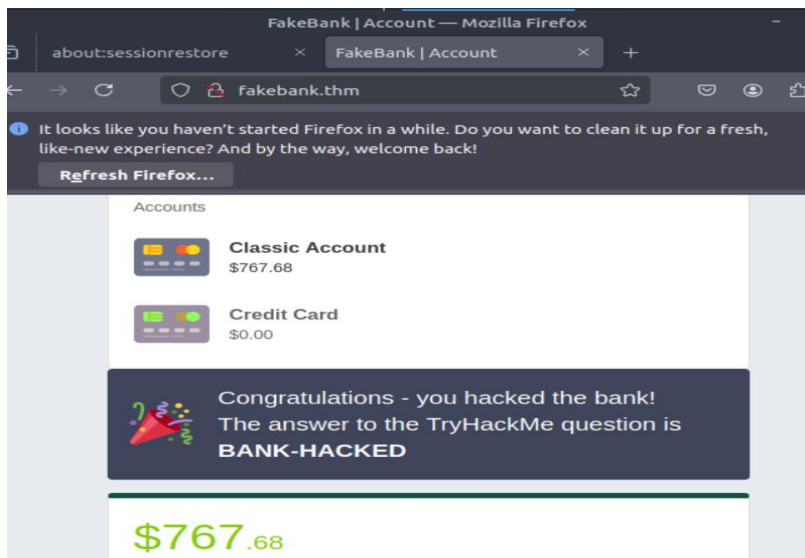 FakeBank | Account — Mozilla Firefox
about:sessionrestore
FakeBank | Account
fakebank.thm
It looks like you haven't started Firefox in a while. Do you want to clean it up for a fresh,
like-new experience? And by the way, welcome back!
Refresh Firefox...
Accounts
Classic Account
$767.68
Credit Card
$0.00
Congratulations - you hacked the bank!
The answer to the TryHackMe question is
BANK-HACKED
$767.68